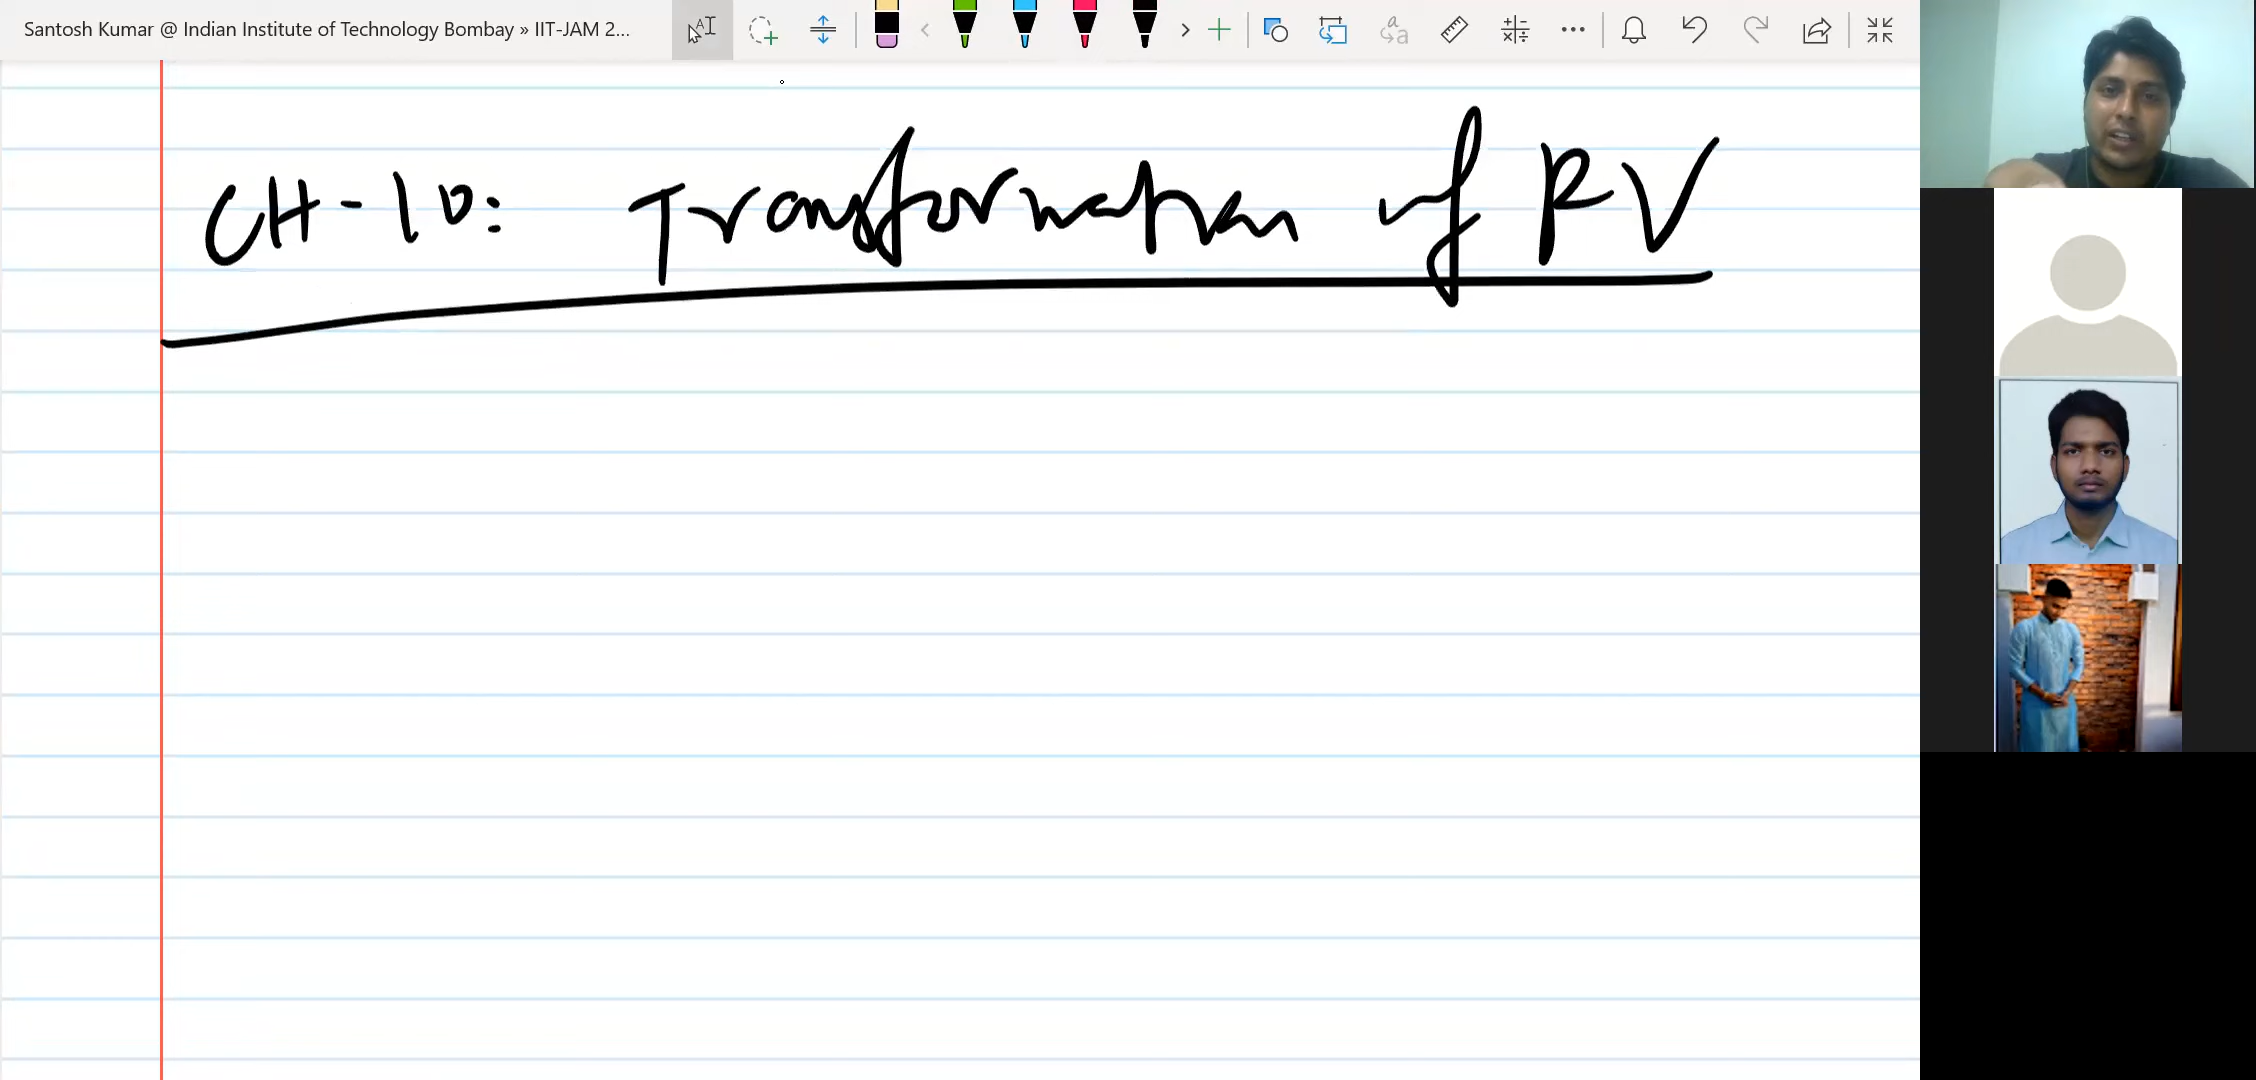 Santosh Kumar @ Indian Institute of Technology Bombay » IIT-JAM 2...
CH-10: Transformation of RV